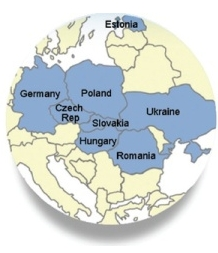 Estonia
Germany
Poland
Czech
Rep
Ukraine
Slovakia
Hungary
Romania